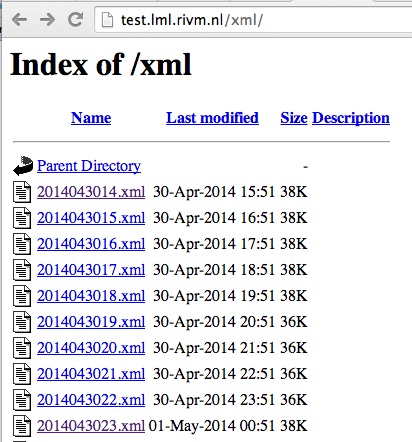 test.lml.rivm.nl/xml/
Index of /xml
Name Last modified Size Description
Parent Directory -
2014043014.xml 30-Apr-2014 15:51 38K
2014043015.xml 30-Apr-2014 16:51 38K
2014043016.xml 30-Apr-2014 17:51 38K
2014043017.xml 30-Apr-2014 18:51 38K
2014043018.xml 30-Apr-2014 19:51 38K
2014043019.xml 30-Apr-2014 20:51 36K
2014043020.xml 30-Apr-2014 21:51 36K
2014043021.xml 30-Apr-2014 22:51 36K
2014043022.xml 30-Apr-2014 23:51 36K
2014043023.xml 01-May-2014 00:51 38K